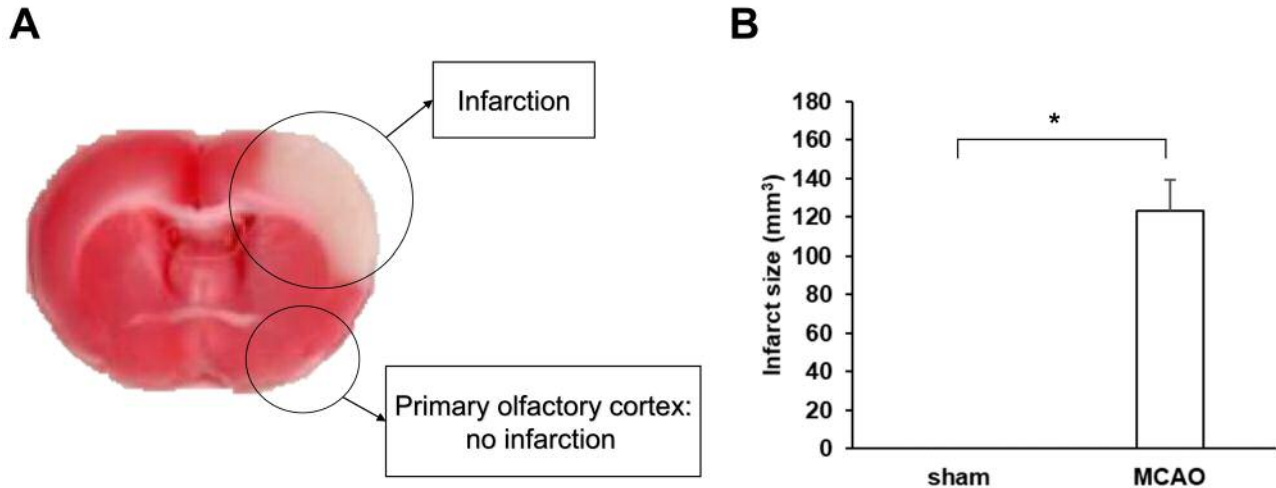 A
Infarction
Primary olfactory cortex:
no infarction
B
Infarct size (mm³)
180
160
140
120
100
80
60
40
20
0
*
sham MCAO